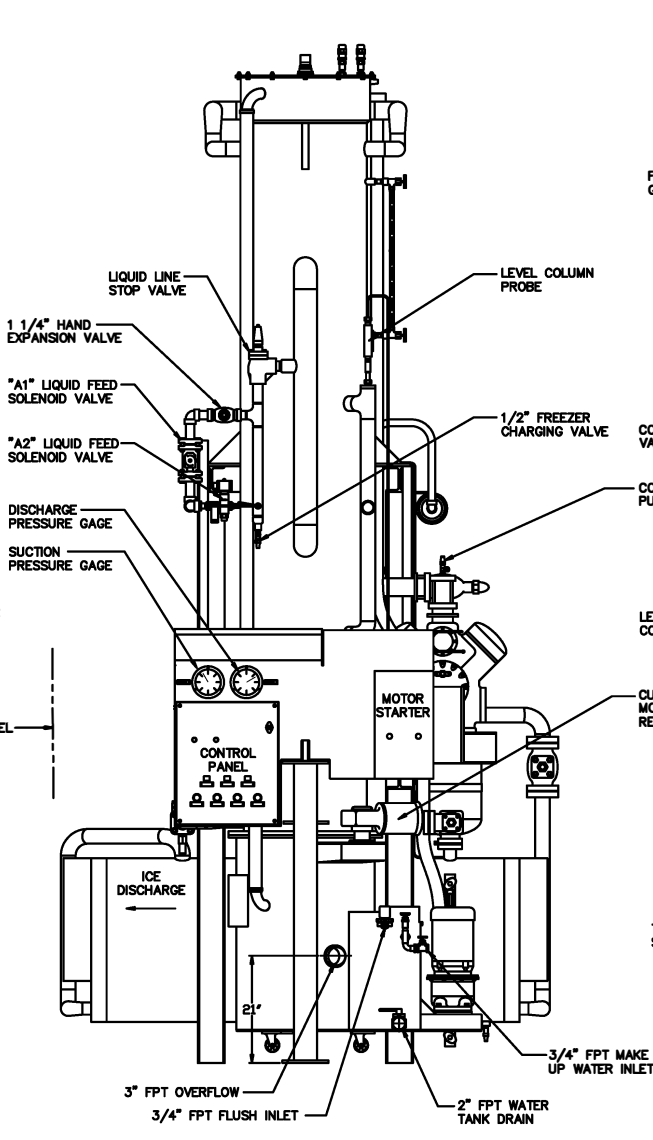 LIQUID LINE
STOP VALVE
LEVEL COLUMN
PROBE
1 1/4" HAND
EXPANSION VALVE
"A1" LIQUID FEED
SOLENOID VALVE
1/2" FREEZER
CHARGING VALVE
"A2" LIQUID FEED
SOLENOID VALVE
DISCHARGE
PRESSURE GAGE
SUCTION
PRESSURE GAGE
MOTOR
STARTER
CONTROL
PANEL
ICE
DISCHARGE
21"
3/4" FPT MAKE
UP WATER INLET
3" FPT OVERFLOW
3/4" FPT FLUSH INLET
2" FPT WATER
TANK DRAIN